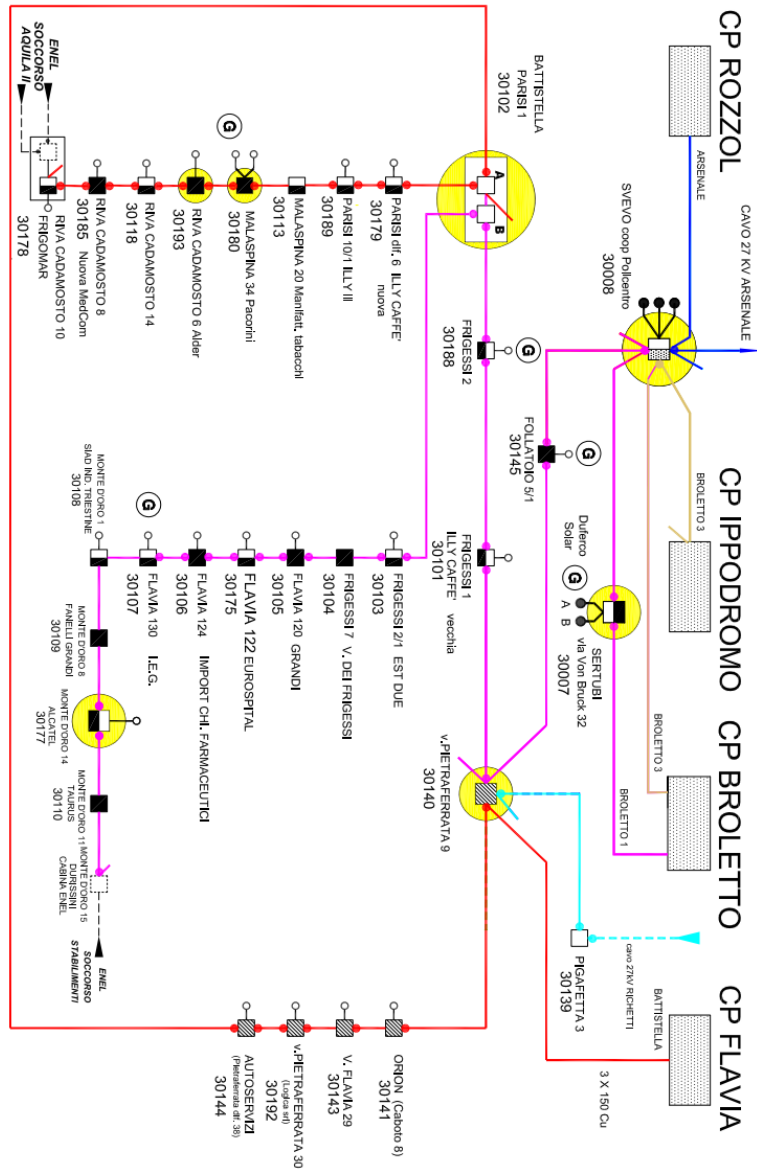 CP ROZZOL
CP IPPODROMO
CP BROLETTO
CP FLAVIA
ARSENALE
CAVO 27 KV ARSENALE
SVEVO coop Policentro
30008
BROLETTO 3
BROLETTO 3
BROLETTO 1
BATTISTELLA
3 X 150 Cu
cavo 27kV RICHETTI
PIGAFETTA 3
30139
Duferco
Solar
G
A
B
SERTUBI
via Von Bruck 32
30007
G
FOLLATOIO 5/1
30145
v.PIETRAFERRATA 9
30140
BATTISTELLA
PARISI 1
30102
A
B
G
FRIGESSI 2
30188
FRIGESSI 1
ILLY CAFFE' vecchia
30101
PARISI dif. 6 ILLY CAFFE'
30179 nuova
PARISI 10/1 ILLY III
30189
MALASPINA 20 Manifatt. tabacchi
30113
G
MALASPINA 34 Pacorini
30180
RIVA CADAMOSTO 6 Alder
30193
RIVA CADAMOSTO 14
30118
RIVA CADAMOSTO 8
30185 Nuova MedCom
RIVA CADAMOSTO 10
FRIGOMAR
30178
ENEL
SOCCORSO
AQUILA II
FRIGESSI 2/1 EST DUE
30103
FRIGESSI 7 V. DEI FRIGESSI
30104
FLAVIA 120 GRANDI
30105
FLAVIA 122 EUROSPITAL
30175
FLAVIA 124 IMPORT CHI. FARMACEUTICI
30106
G
FLAVIA 130 I.E.G.
30107
MONTE D'ORO 1
SIAD IND. TRIESTINE
30108
MONTE D'ORO 8
FANELLI GRANDI
30109
MONTE D'ORO 14
ALCATEL
30177
MONTE D'ORO 11
TAURUS
30110
MONTE D'ORO 15
DURISSINI
CABINA ENEL
ENEL
SOCCORSO
STABILIMENTI
ORION (Caboto 8)
30141
V. FLAVIA 29
30143
v.PIETRAFERRATA 30
(Logica srl)
30192
AUTOSERVIZI
(Pietraferrata dif. 38)
30144